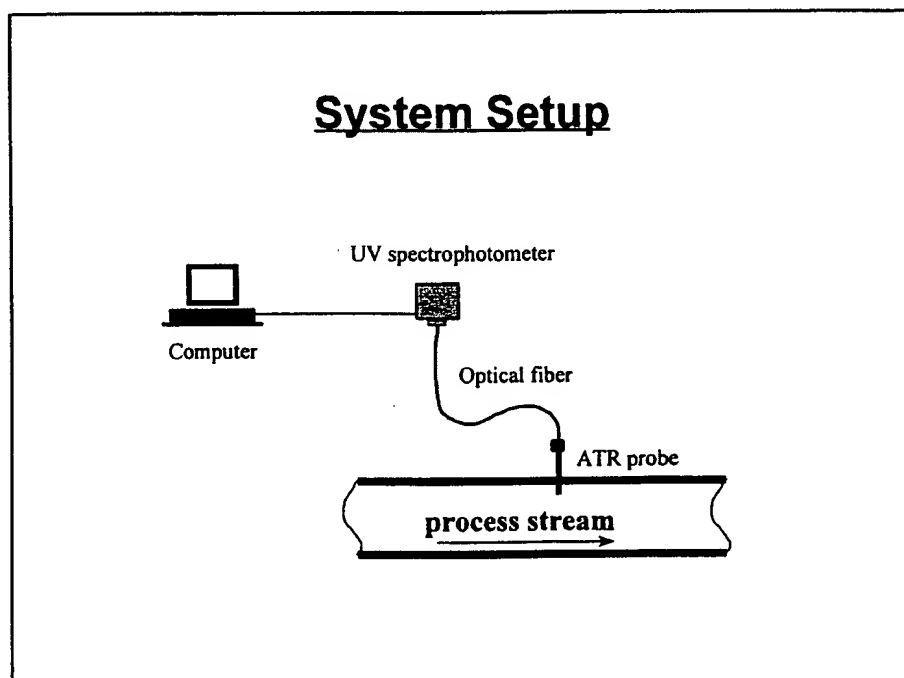 System Setup
UV spectrophotometer
Computer
Optical fiber
ATR probe
process stream